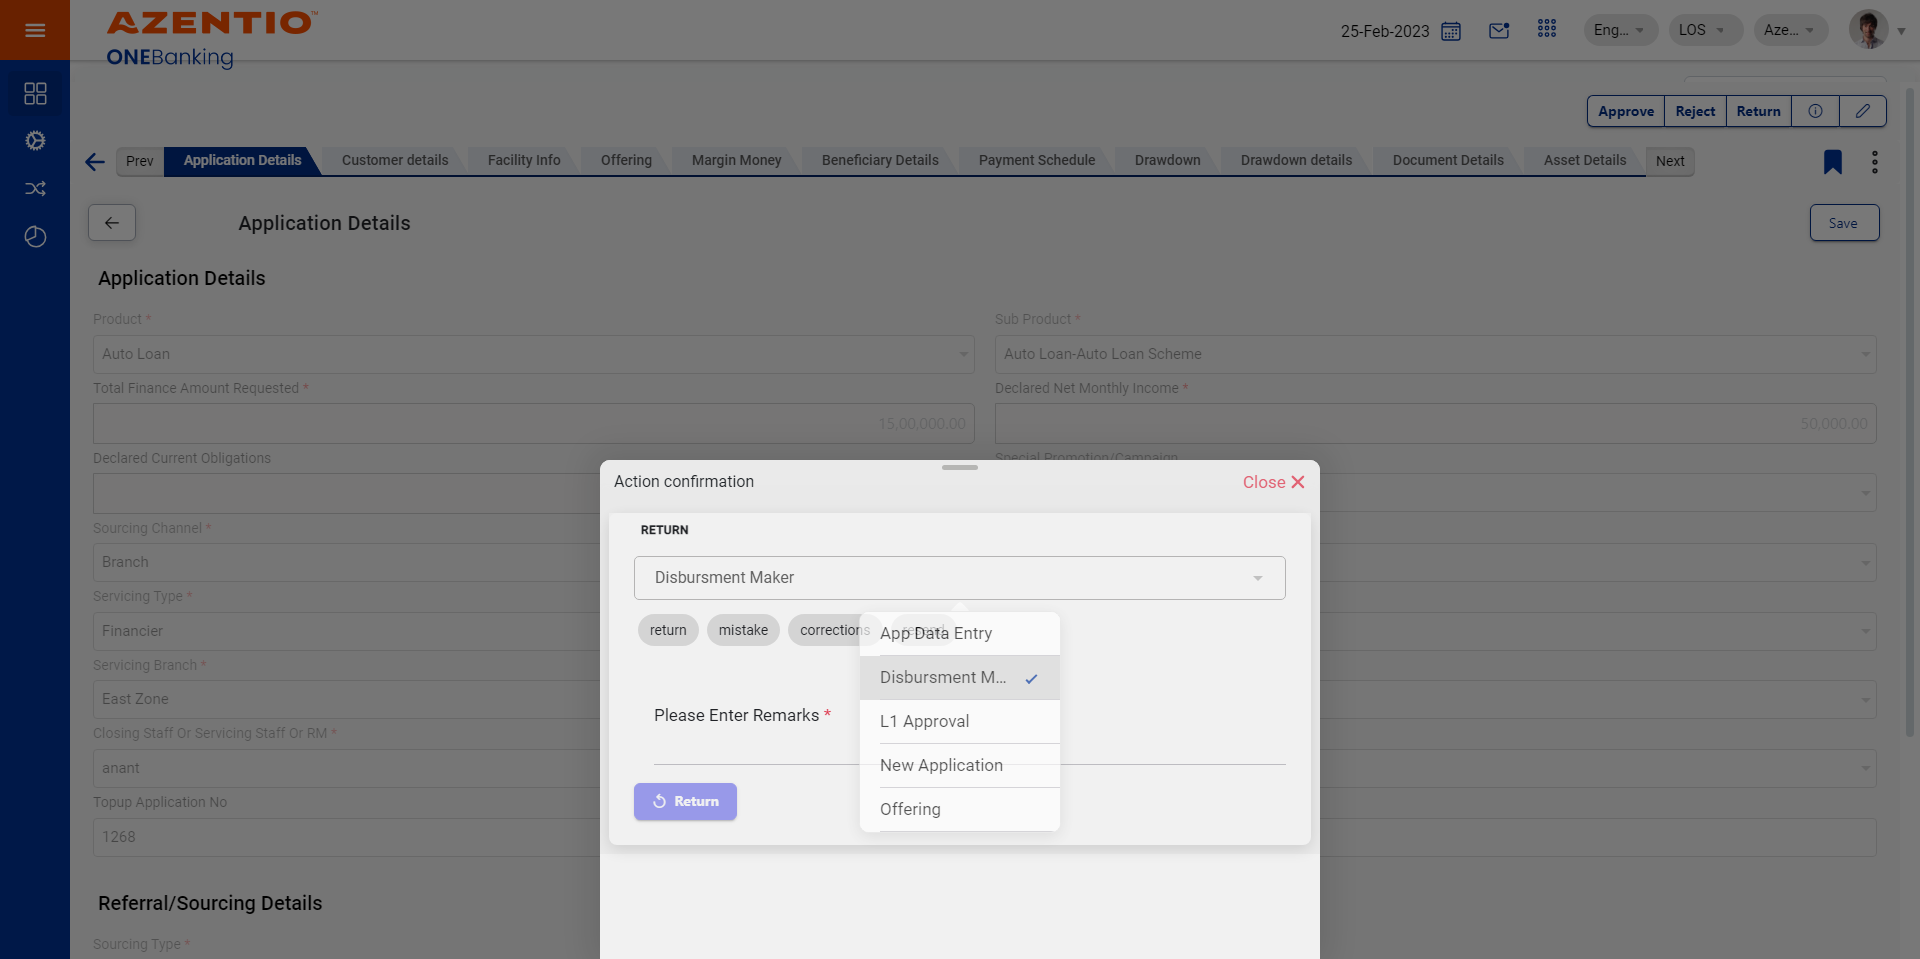 AZENTIO™
ONEBanking
25-Feb-2023
Eng...
LOS
Aze...
Approve
Reject
Return
Prev
Application Details
Customer details
Facility Info
Offering
Margin Money
Beneficiary Details
Payment Schedule
Drawdown
Drawdown details
Document Details
Asset Details
Next
Application Details
Save
Application Details
Product *
Sub Product *
Auto Loan
Auto Loan-Auto Loan Scheme
Total Finance Amount Requested *
Declared Net Monthly Income *
15,00,000.00
50,000.00
Declared Current Obligations
Special Promotion/Campaign
Sourcing Channel *
Branch
Servicing Type *
Financier
Servicing Branch *
East Zone
Closing Staff Or Servicing Staff Or RM *
anant
Topup Application No
1268
Referral/Sourcing Details
Sourcing Type *
Action confirmation
Close
RETURN
Disbursment Maker
return
mistake
corrections
resend
App Data Entry
Disbursment M...
L1 Approval
New Application
Offering
Please Enter Remarks *
Return